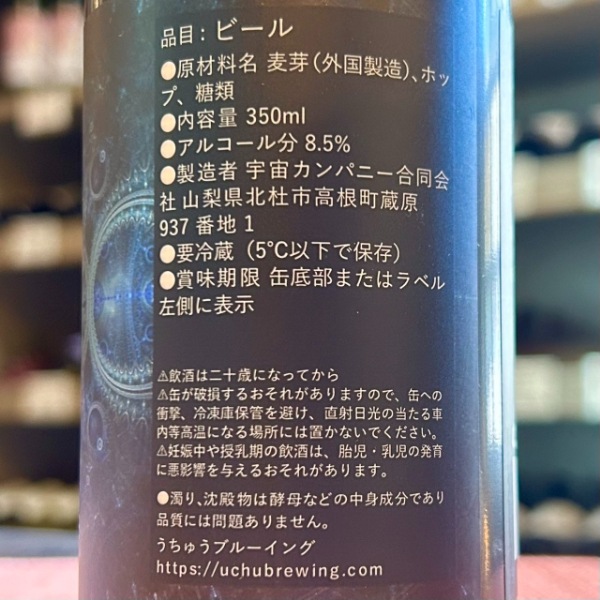 品目：ビール
●原材料名 麦芽(外国製造)、ホッ
プ、糖類
●内容量 350ml
●アルコール分 8.5%
●製造者 宇宙カンパニー合同会
社 山梨県北杜市高根町蔵原
937 番地 1
●要冷蔵（5℃以下で保存）
●賞味期限 缶底部またはラベル
左側に表示
⚠飲酒は二十歳になってから
⚠缶が破損するおそれがありますので、缶への
衝撃、冷凍庫保管を避け、直射日光の当たる車
内等高温になる場所には置かないでください。
⚠妊娠中や授乳期の飲酒は、胎児・乳児の発育
に悪影響を与えるおそれがあります。
●濁り、沈殿物は酵母などの中身成分であり
品質には問題ありません。
うちゅうブルーイング
https://uchubrewing.com